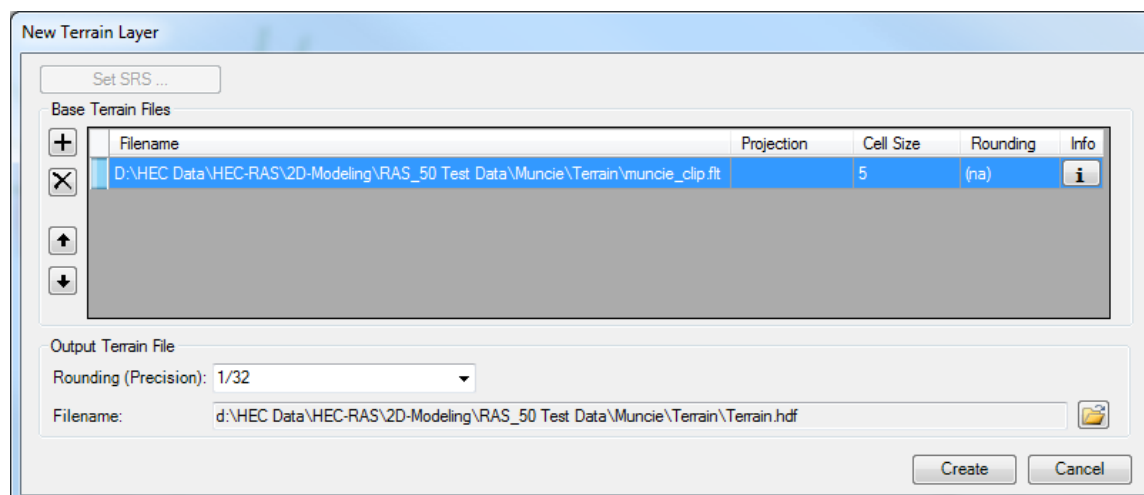 New Terrain Layer
Set SRS ...
Base Terrain Files
Filename Projection Cell Size Rounding Info
D:\HEC Data\HEC-RAS\2D-Modeling\RAS_50 Test Data\Muncie\Terrain\muncie_clip.flt 5 (na) i
Output Terrain File
Rounding (Precision): 1/32
Filename: d:\HEC Data\HEC-RAS\2D-Modeling\RAS_50 Test Data\Muncie\Terrain\Terrain.hdf
Create Cancel